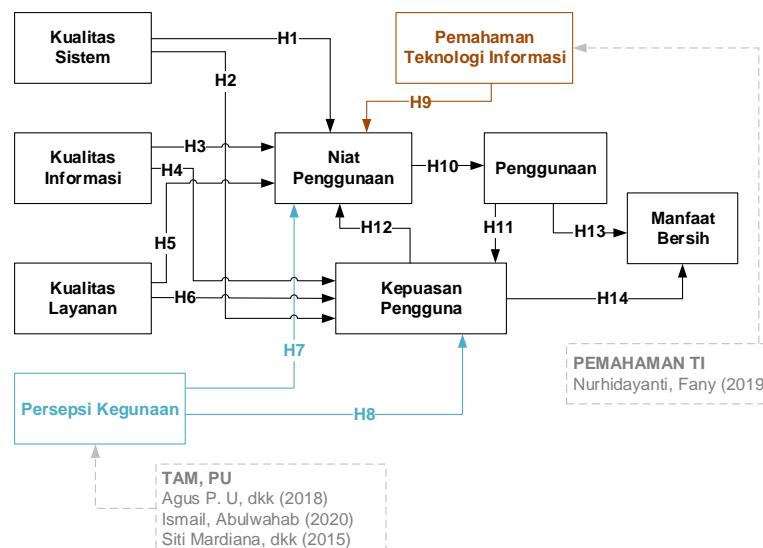 Kualitas
Sistem
H1
H2
Pemahaman
Teknologi Informasi
H9
Kualitas
Informasi
H3
H4
Niat
Penggunaan
H10
Penggunaan
H5
H12
H11
H13
Manfaat
Bersih
Kualitas
Layanan
H6
Kepuasan
Pengguna
H14
H7
PEMAHAMAN TI
Nurhidayanti, Fany (2019
Persepsi Kegunaan
H8
TAM, PU
Agus P. U, dkk (2018)
Ismail, Abulwahab (2020)
Siti Mardiana, dkk (2015)